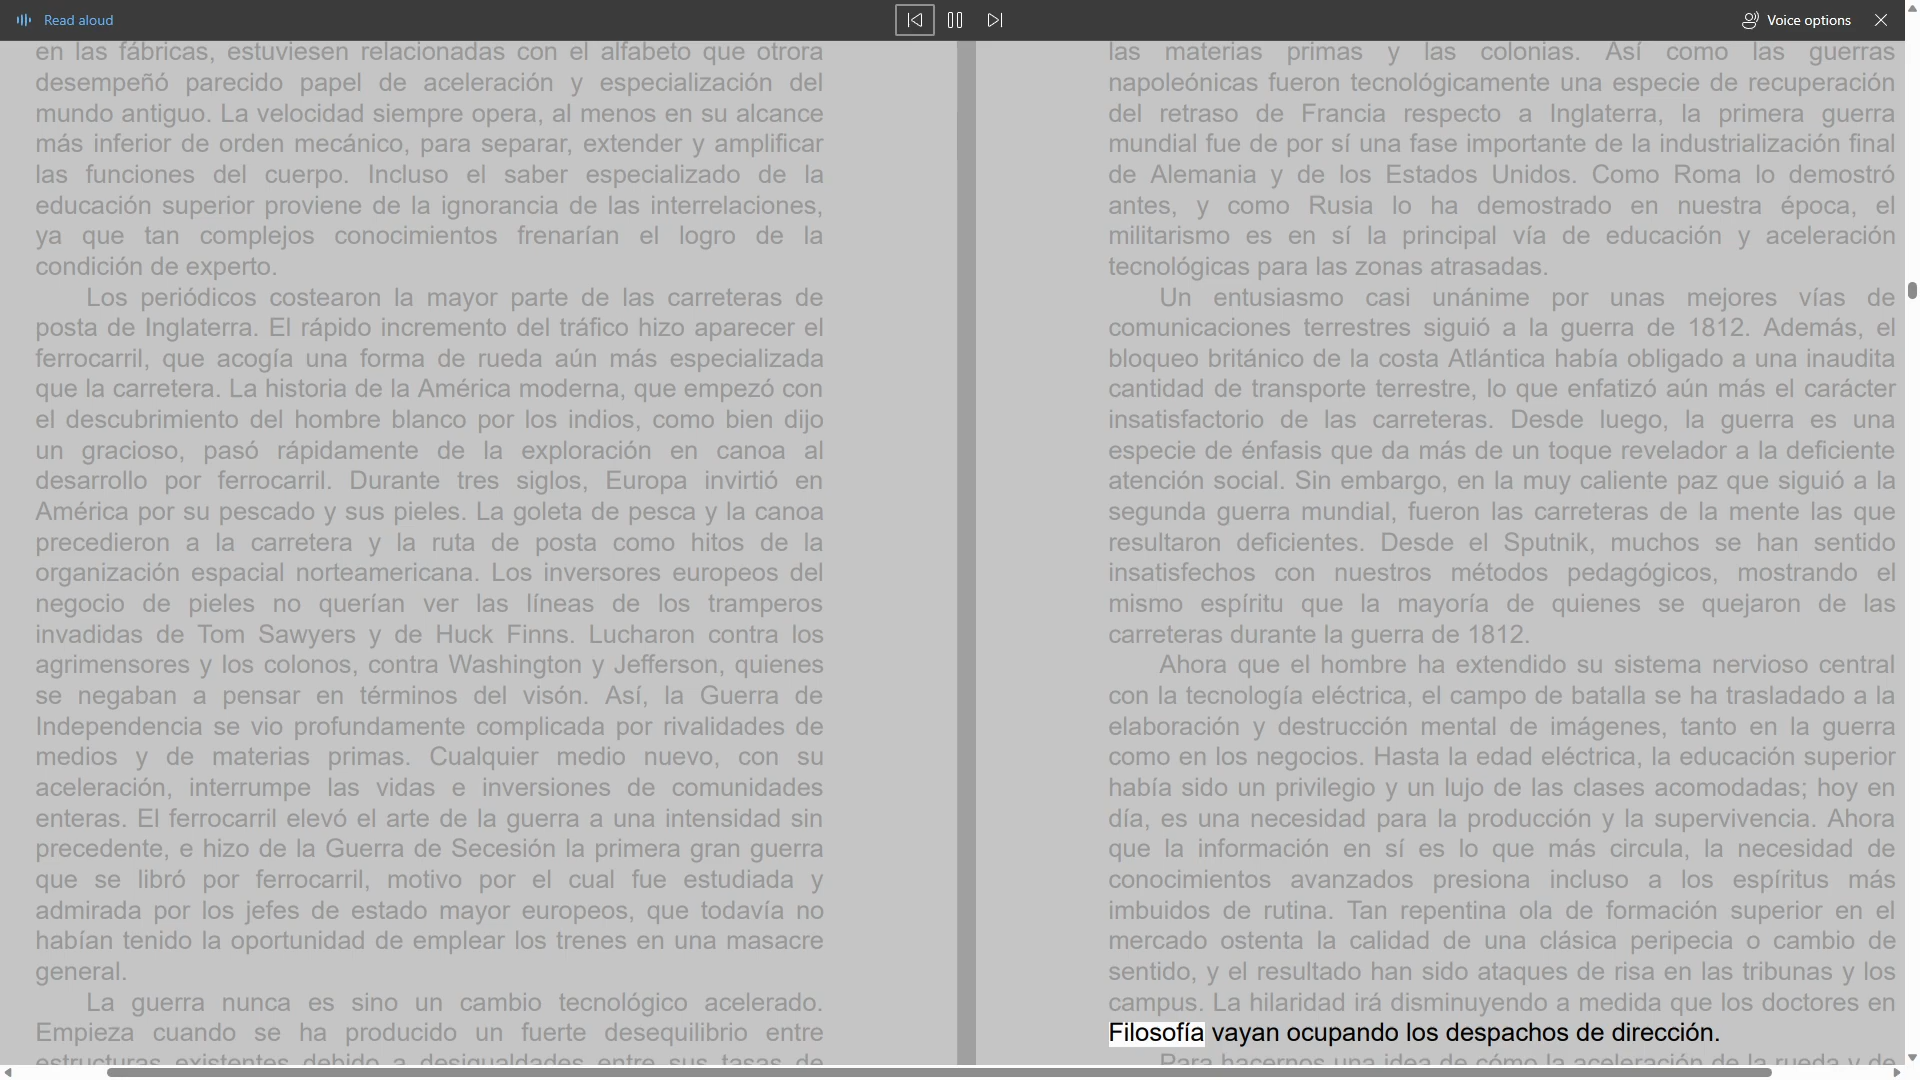 Read aloud
Voice options
en las fábricas, estuviesen relacionadas con el alfabeto que otrora
desempeñó parecido papel de aceleración y especialización del
mundo antiguo. La velocidad siempre opera, al menos en su alcance
más inferior de orden mecánico, para separar, extender y amplificar
las funciones del cuerpo. Incluso el saber especializado de la
educación superior proviene de la ignorancia de las interrelaciones,
ya que tan complejos conocimientos frenarían el logro de la
condición de experto.
Los periódicos costearon la mayor parte de las carreteras de
posta de Inglaterra. El rápido incremento del tráfico hizo aparecer el
ferrocarril, que acogía una forma de rueda aún más especializada
que la carretera. La historia de la América moderna, que empezó con
el descubrimiento del hombre blanco por los indios, como bien dijo
un gracioso, pasó rápidamente de la exploración en canoa al
desarrollo por ferrocarril. Durante tres siglos, Europa invirtió en
América por su pescado y sus pieles. La goleta de pesca y la canoa
precedieron a la carretera y la ruta de posta como hitos de la
organización espacial norteamericana. Los inversores europeos del
negocio de pieles no querían ver las líneas de los tramperos
invadidas de Tom Sawyers y de Huck Finns. Lucharon contra los
agrimensores y los colonos, contra Washington y Jefferson, quienes
se negaban a pensar en términos del visón. Así, la Guerra de
Independencia se vio profundamente complicada por rivalidades de
medios y de materias primas. Cualquier medio nuevo, con su
aceleración, interrumpe las vidas e inversiones de comunidades
enteras. El ferrocarril elevó el arte de la guerra a una intensidad sin
precedente, e hizo de la Guerra de Secesión la primera gran guerra
que se libró por ferrocarril, motivo por el cual fue estudiada y
admirada por los jefes de estado mayor europeos, que todavía no
habían tenido la oportunidad de emplear los trenes en una masacre
general.
La guerra nunca es sino un cambio tecnológico acelerado.
Empieza cuando se ha producido un fuerte desequilibrio entre
estructuras existentes debido a desigualdades entre sus tasas de
las materias primas y las colonias. Así como las guerras
napoleónicas fueron tecnológicamente una especie de recuperación
del retraso de Francia respecto a Inglaterra, la primera guerra
mundial fue de por sí una fase importante de la industrialización final
de Alemania y de los Estados Unidos. Como Roma lo demostró
antes, y como Rusia lo ha demostrado en nuestra época, el
militarismo es en sí la principal vía de educación y aceleración
tecnológicas para las zonas atrasadas.
Un entusiasmo casi unánime por unas mejores vías de
comunicaciones terrestres siguió a la guerra de 1812. Además, el
bloqueo británico de la costa Atlántica había obligado a una inaudita
cantidad de transporte terrestre, lo que enfatizó aún más el carácter
insatisfactorio de las carreteras. Desde luego, la guerra es una
especie de énfasis que da más de un toque revelador a la deficiente
atención social. Sin embargo, en la muy caliente paz que siguió a la
segunda guerra mundial, fueron las carreteras de la mente las que
resultaron deficientes. Desde el Sputnik, muchos se han sentido
insatisfechos con nuestros métodos pedagógicos, mostrando el
mismo espíritu que la mayoría de quienes se quejaron de las
carreteras durante la guerra de 1812.
Ahora que el hombre ha extendido su sistema nervioso central
con la tecnología eléctrica, el campo de batalla se ha trasladado a la
elaboración y destrucción mental de imágenes, tanto en la guerra
como en los negocios. Hasta la edad eléctrica, la educación superior
había sido un privilegio y un lujo de las clases acomodadas; hoy en
día, es una necesidad para la producción y la supervivencia. Ahora
que la información en sí es lo que más circula, la necesidad de
conocimientos avanzados presiona incluso a los espíritus más
imbuidos de rutina. Tan repentina ola de formación superior en el
mercado ostenta la calidad de una clásica peripecia o cambio de
sentido, y el resultado han sido ataques de risa en las tribunas y los
campus. La hilaridad irá disminuyendo a medida que los doctores en
Filosofía vayan ocupando los despachos de dirección.
Para hacernos una idea de cómo la aceleración de la rueda y de